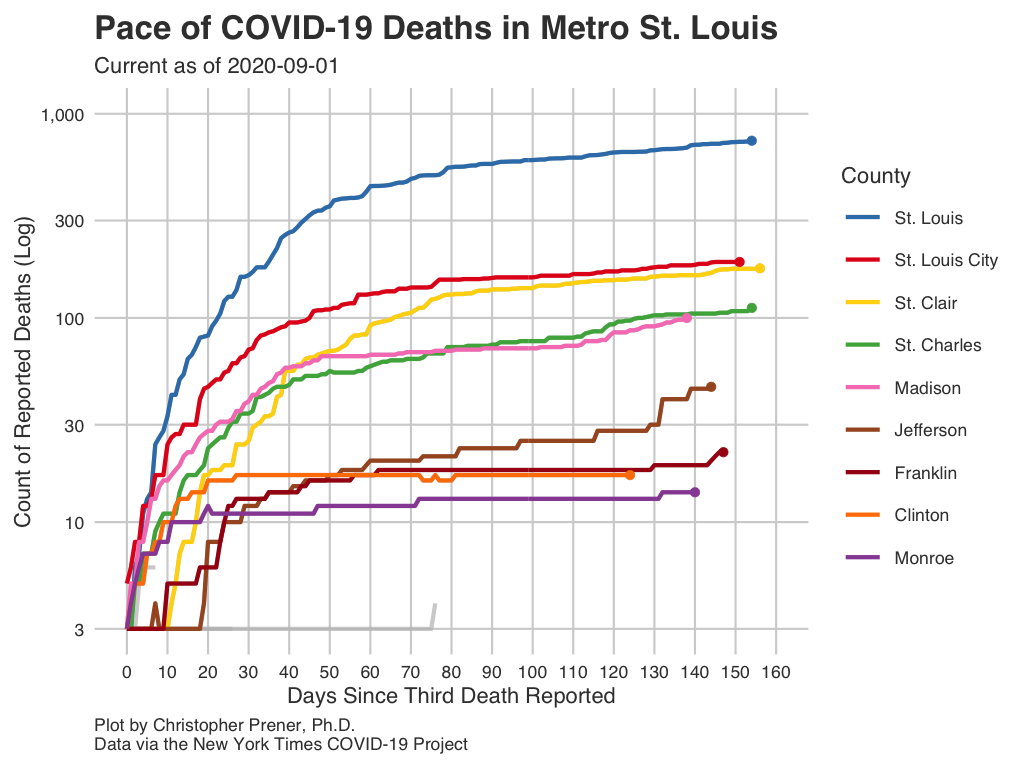 Pace of COVID-19 Deaths in Metro St. Louis
Current as of 2020-09-01
Count of Reported Deaths (Log)
1,000
300
100
30
10
3
0 10 20 30 40 50 60 70 80 90 100 110 120 130 140 150 160
Days Since Third Death Reported
County
St. Louis
St. Louis City
St. Clair
St. Charles
Madison
Jefferson
Franklin
Clinton
Monroe
Plot by Christopher Prener, Ph.D.
Data via the New York Times COVID-19 Project